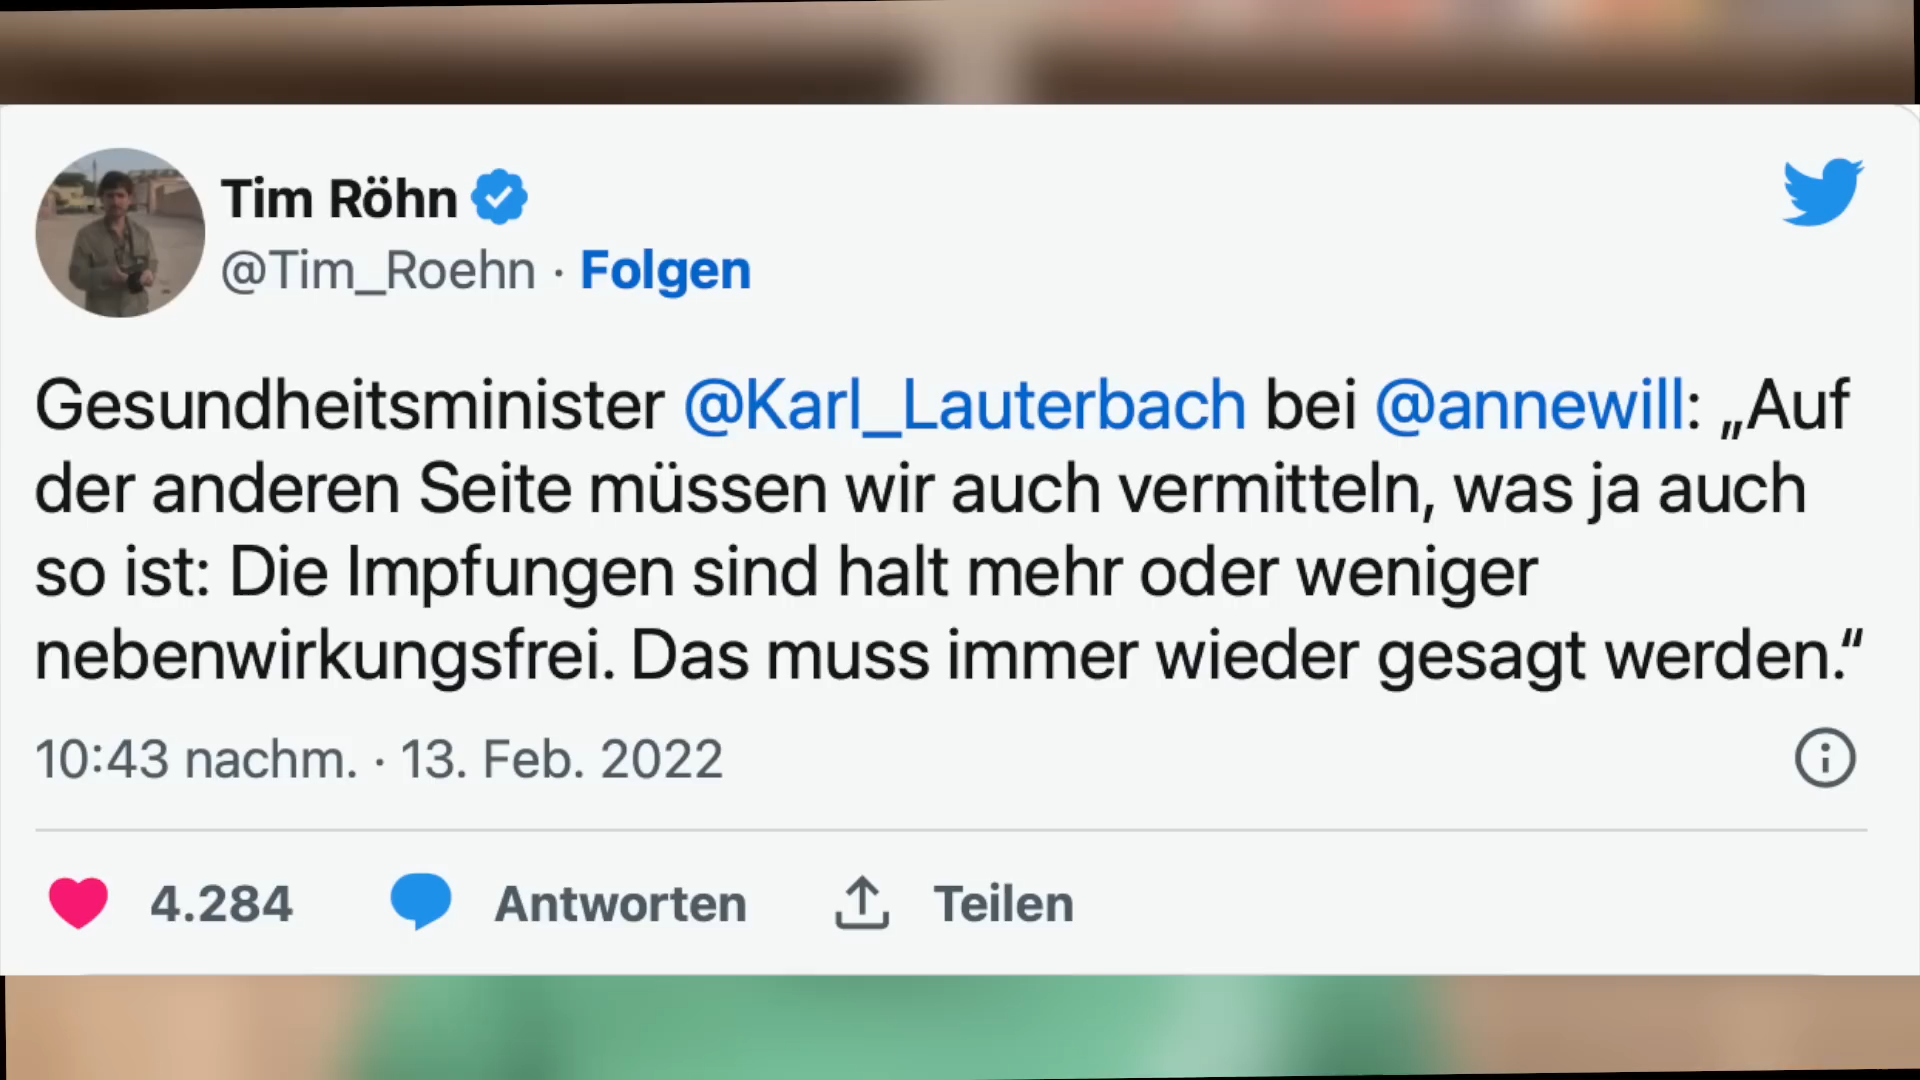 Tim Röhn
@Tim_Roehn · Folgen
Gesundheitsminister @Karl_Lauterbach bei @annewill: „Auf
der anderen Seite müssen wir auch vermitteln, was ja auch
so ist: Die Impfungen sind halt mehr oder weniger
nebenwirkungsfrei. Das muss immer wieder gesagt werden.“
10:43 nachm. · 13. Feb. 2022
4.284 Antworten Teilen